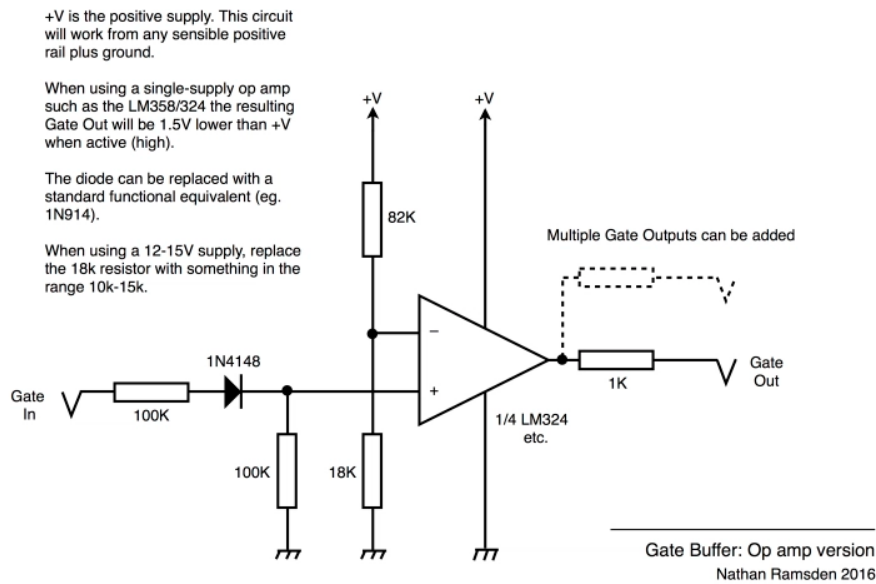 +V is the positive supply. This circuit
will work from any sensible positive
rail plus ground.
When using a single-supply op amp
such as the LM358/324 the resulting
Gate Out will be 1.5V lower than +V
when active (high).
The diode can be replaced with a
standard functional equivalent (eg.
1N914).
When using a 12-15V supply, replace
the 18k resistor with something in the
range 10k-15k.
+V
+V
82K
Multiple Gate Outputs can be added
1N4148
Gate
In
100K
−
+
1K
Gate
Out
1/4 LM324
etc.
100K
18K
Gate Buffer: Op amp version
Nathan Ramsden 2016